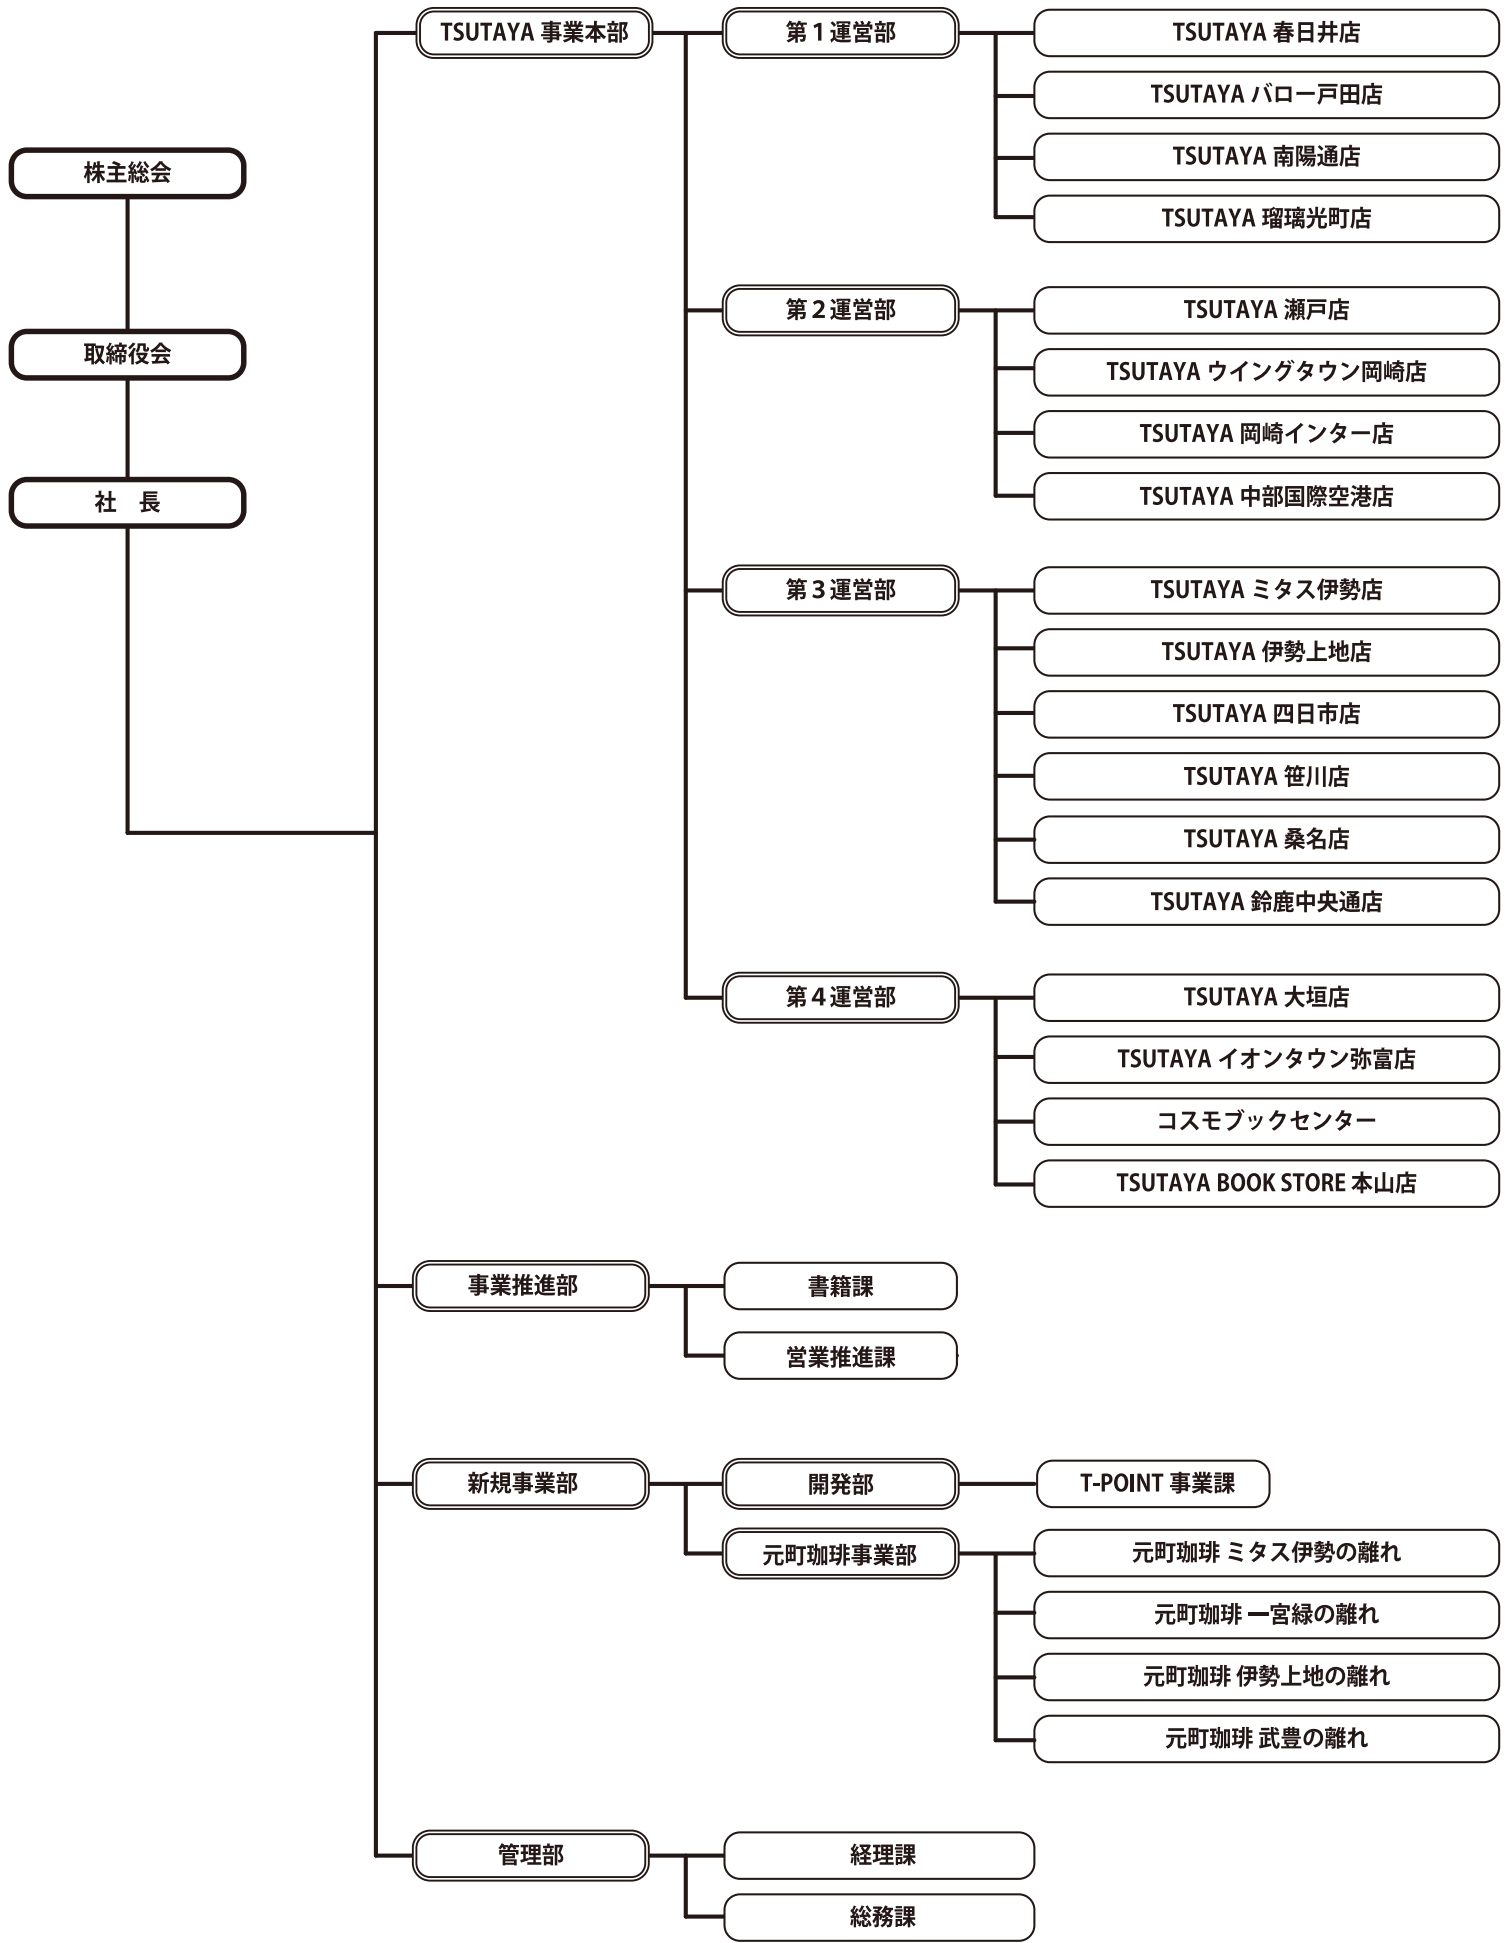 株主総会
取締役会
社　長
TSUTAYA 事業本部
第１運営部
TSUTAYA 春日井店
TSUTAYA バロー戸田店
TSUTAYA 南陽通店
TSUTAYA 瑠璃光町店
第２運営部
TSUTAYA 瀬戸店
TSUTAYA ウイングタウン岡崎店
TSUTAYA 岡崎インター店
TSUTAYA 中部国際空港店
第３運営部
TSUTAYA ミタス伊勢店
TSUTAYA 伊勢上地店
TSUTAYA 四日市店
TSUTAYA 笹川店
TSUTAYA 桑名店
TSUTAYA 鈴鹿中央通店
第４運営部
TSUTAYA 大垣店
TSUTAYA イオンタウン弥富店
コスモブックセンター
TSUTAYA BOOK STORE 本山店
事業推進部
書籍課
営業推進課
新規事業部
開発部
T-POINT 事業課
元町珈琲事業部
元町珈琲 ミタス伊勢の離れ
元町珈琲 一宮緑の離れ
元町珈琲 伊勢上地の離れ
元町珈琲 武豊の離れ
管理部
経理課
総務課